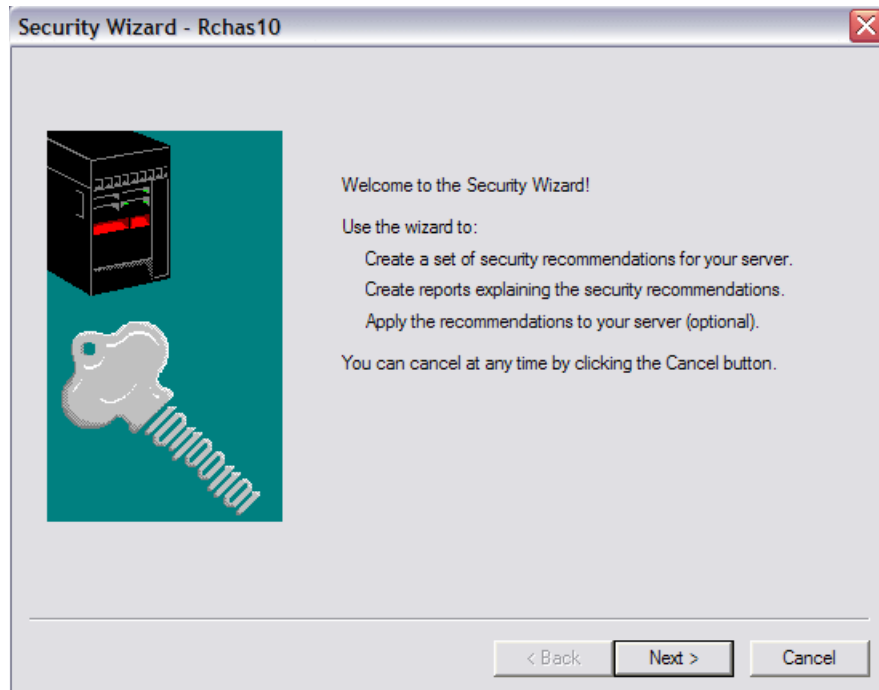 Security Wizard - Rchas10
Welcome to the Security Wizard!
Use the wizard to:
Create a set of security recommendations for your server.
Create reports explaining the security recommendations.
Apply the recommendations to your server (optional).
You can cancel at any time by clicking the Cancel button.
101100101
< Back
Next >
Cancel